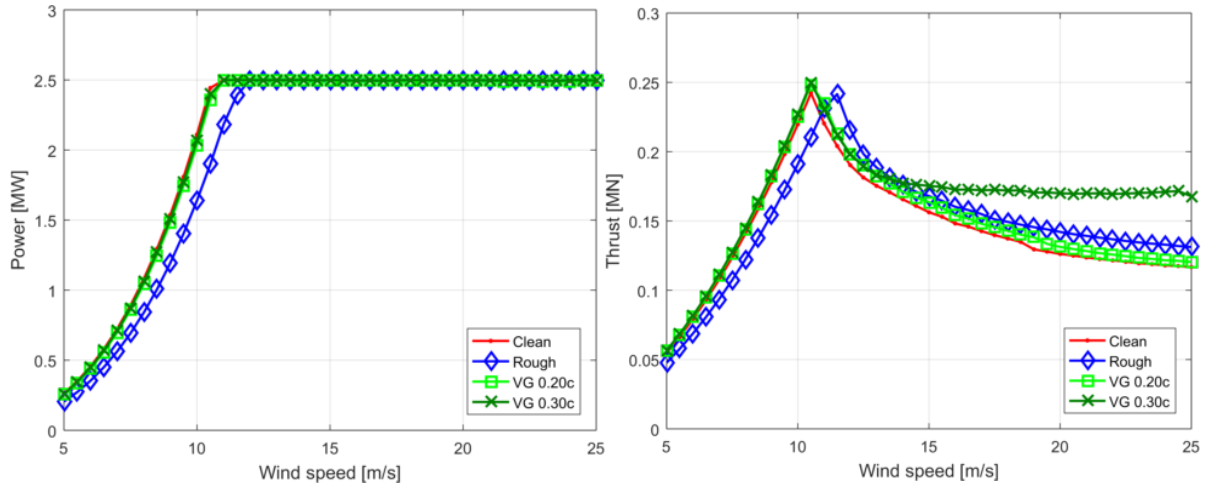 3
2.5
2
1.5
1
0.5
0
Power [MW]
5
10
15
20
25
Wind speed [m/s]
Clean
Rough
VG 0.20c
VG 0.30c
0.3
0.25
0.2
0.15
0.1
0.05
0
Thrust [MN]
5
10
15
20
25
Wind speed [m/s]
Clean
Rough
VG 0.20c
VG 0.30c